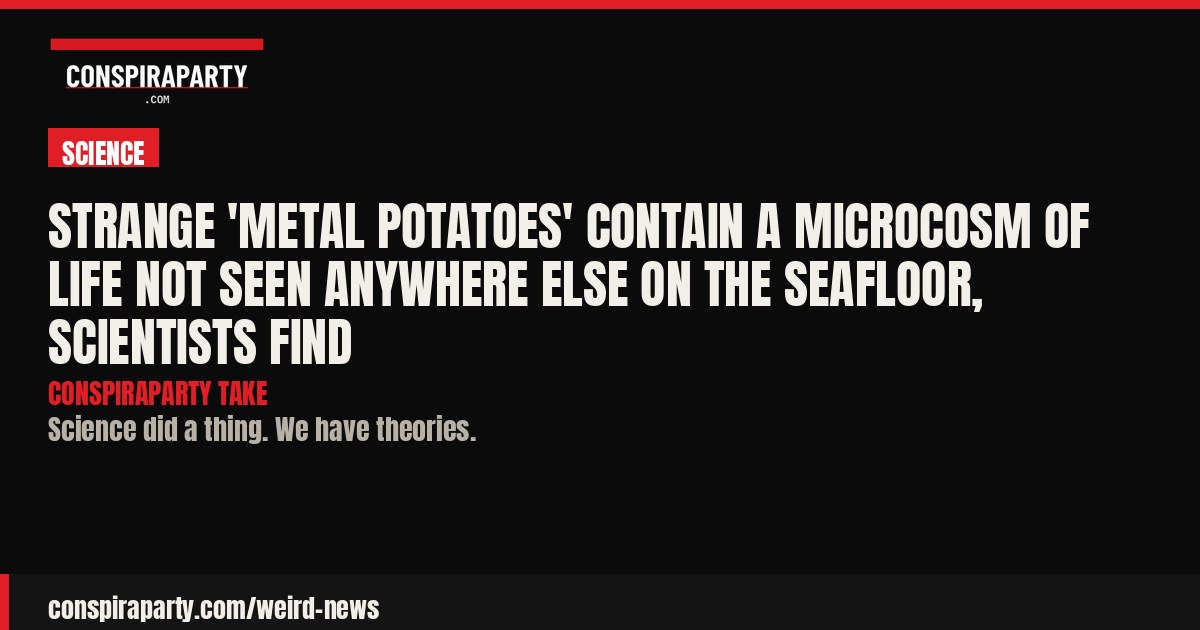 CONSPIRAPARTY
.COM
SCIENCE
STRANGE 'METAL POTATOES' CONTAIN A MICROCOSM OF
LIFE NOT SEEN ANYWHERE ELSE ON THE SEAFLOOR,
SCIENTISTS FIND
CONSPIRAPARTY TAKE
Science did a thing. We have theories.
conspiraparty.com/weird-news